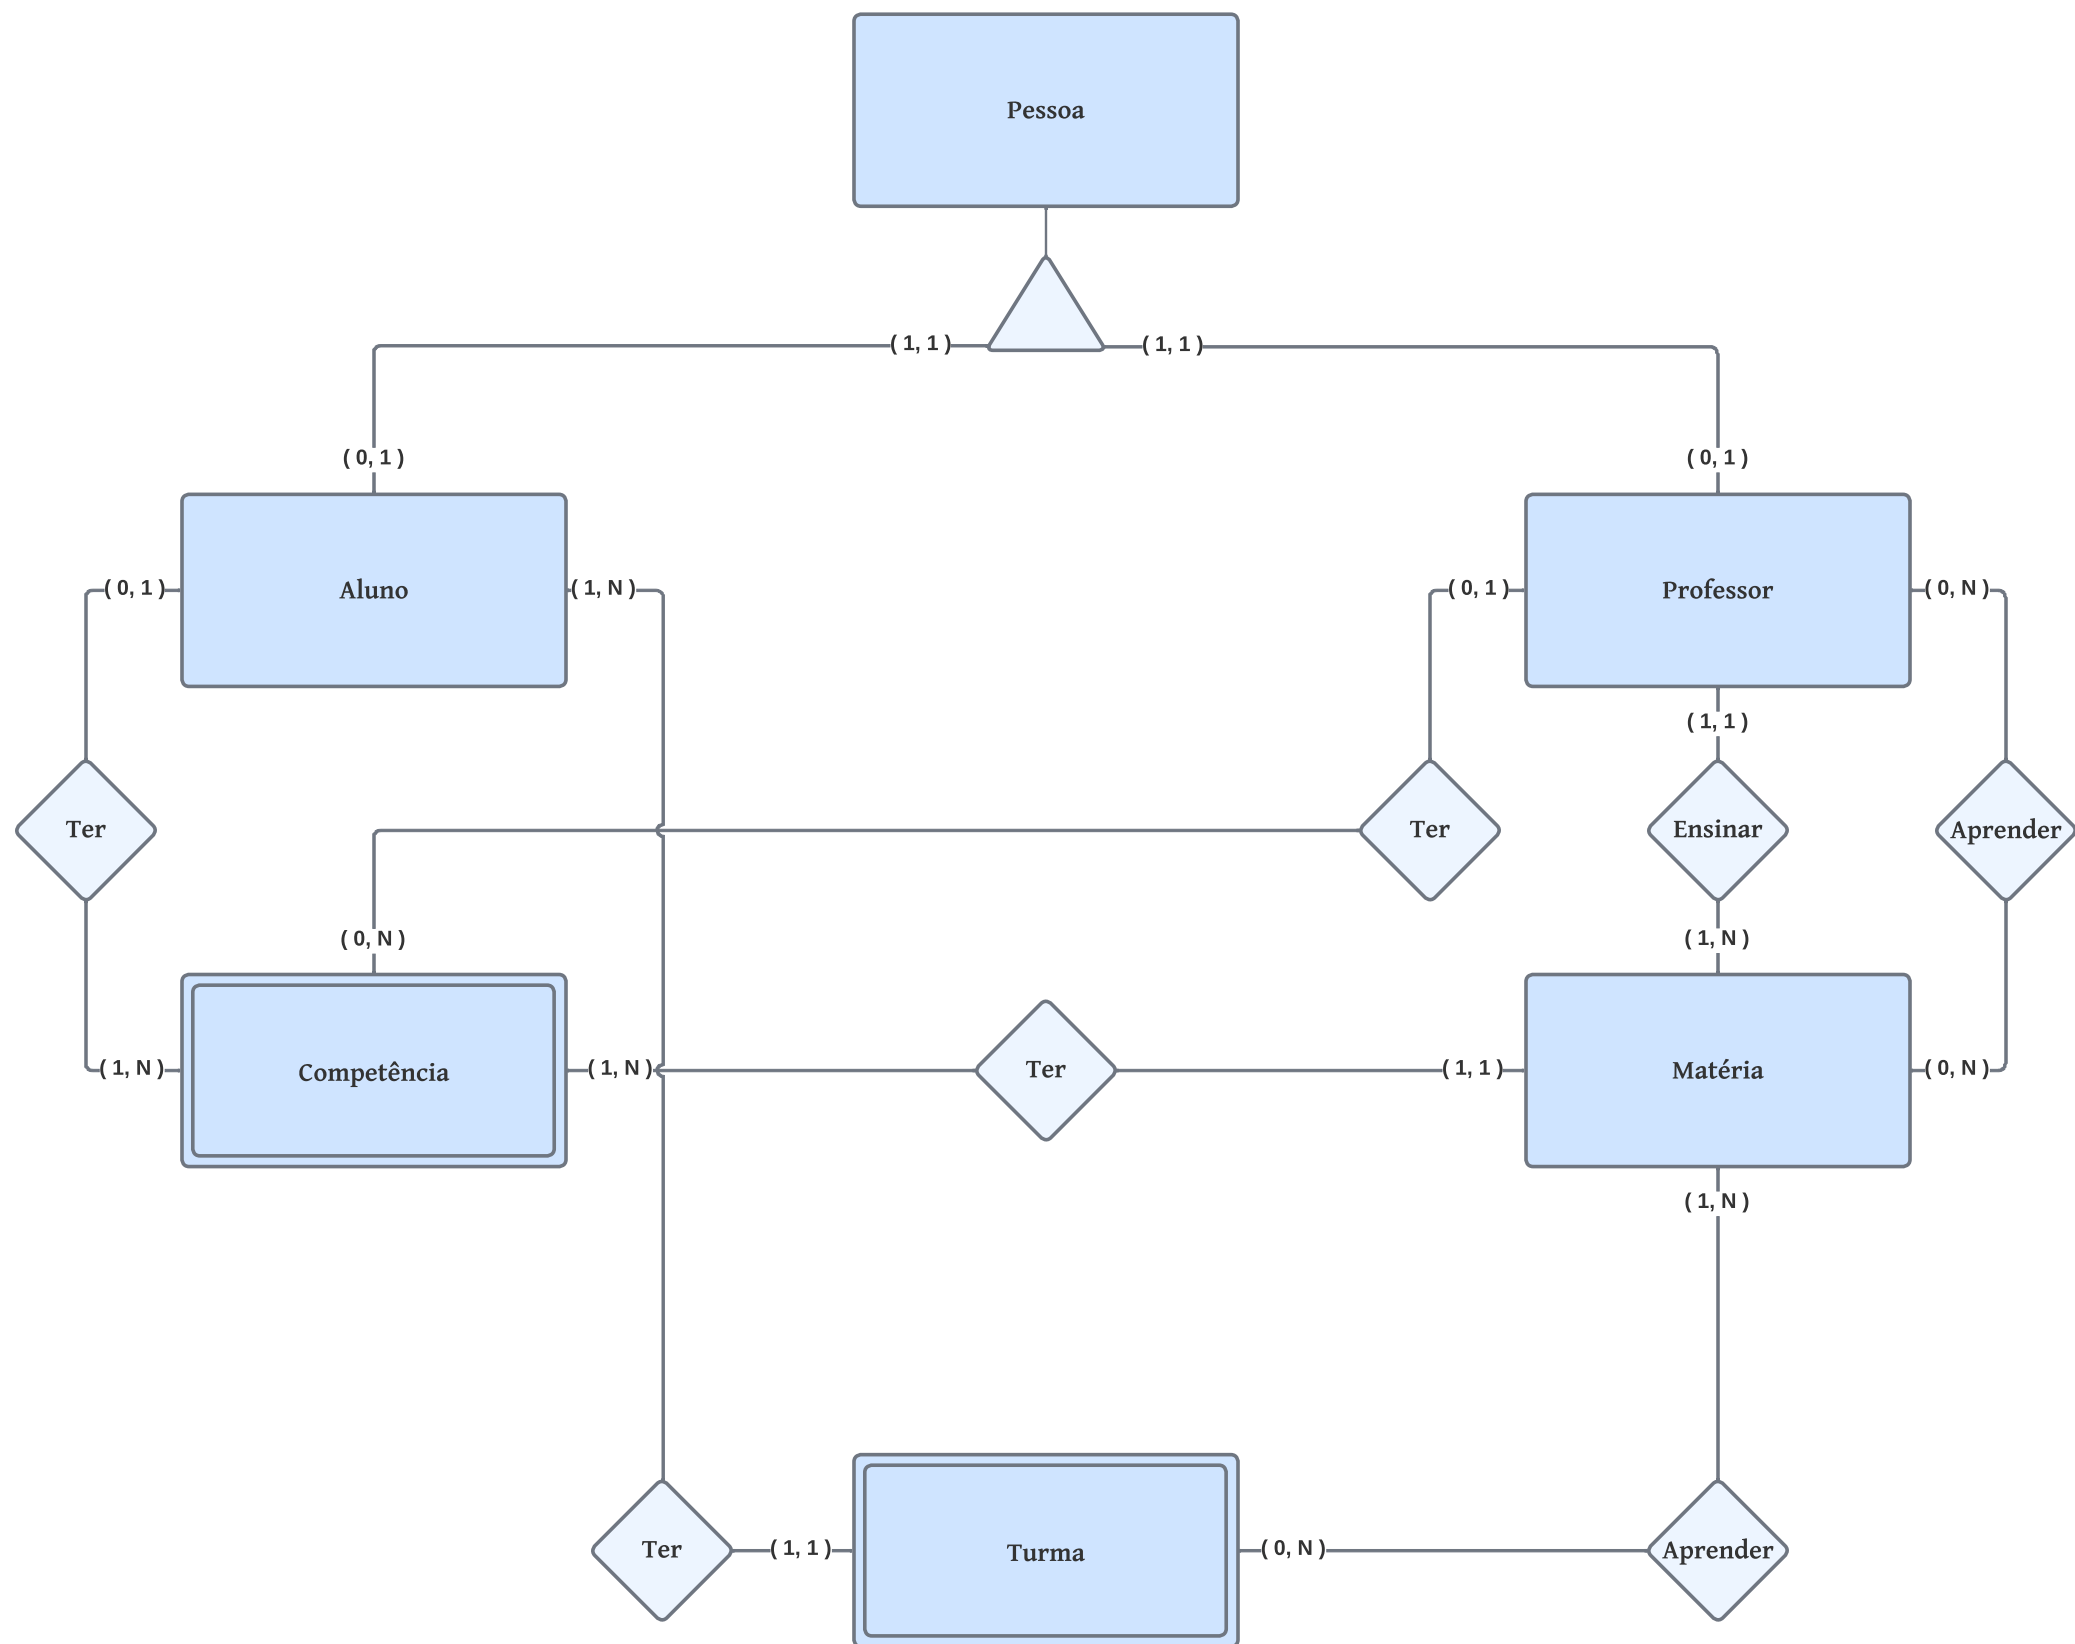 Pessoa
( 1, 1 )
( 1, 1 )
( 0, 1 )
( 0, 1 )
( 0, 1 )
Aluno
( 1, N )
( 0, 1 )
Professor
( 0, N )
( 1, 1 )
Ter
Ter
Ensinar
Aprender
( 0, N )
( 1, N )
( 1, N )
Competência
( 1, N )
Ter
( 1, 1 )
Matéria
( 0, N )
( 1, N )
Ter
( 1, 1 )
Turma
( 0, N )
Aprender